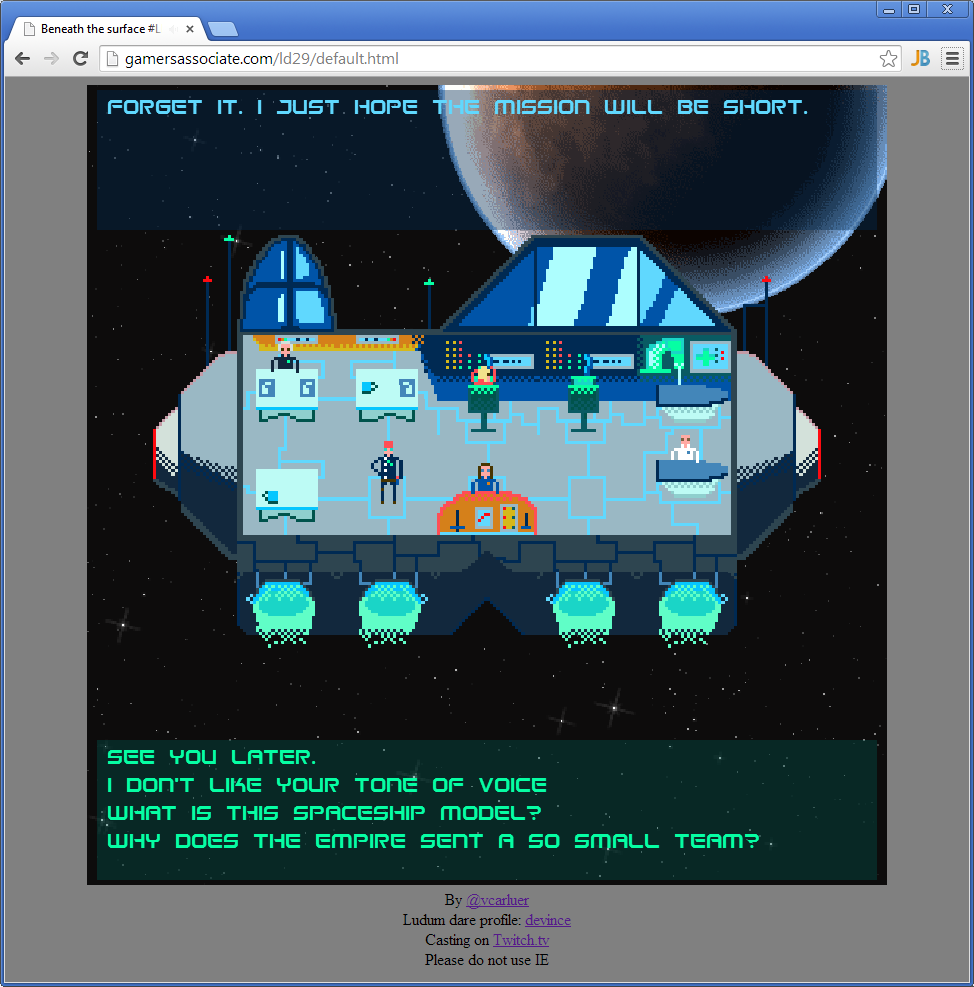 Beneath the surface #L
gamersassociate.com/ld29/default.html
JB
FORGET IT. I JUST HOPE THE MISSION WILL BE SHORT.
SEE YOU LATER.
I DON'T LIKE YOUR TONE OF VOICE
WHAT IS THIS SPACESHIP MODEL?
WHY DOES THE EMPIRE SENT A SO SMALL TEAM?
By @vcarluer
Ludum dare profile: devince
Casting on Twitch.tv
Please do not use IE